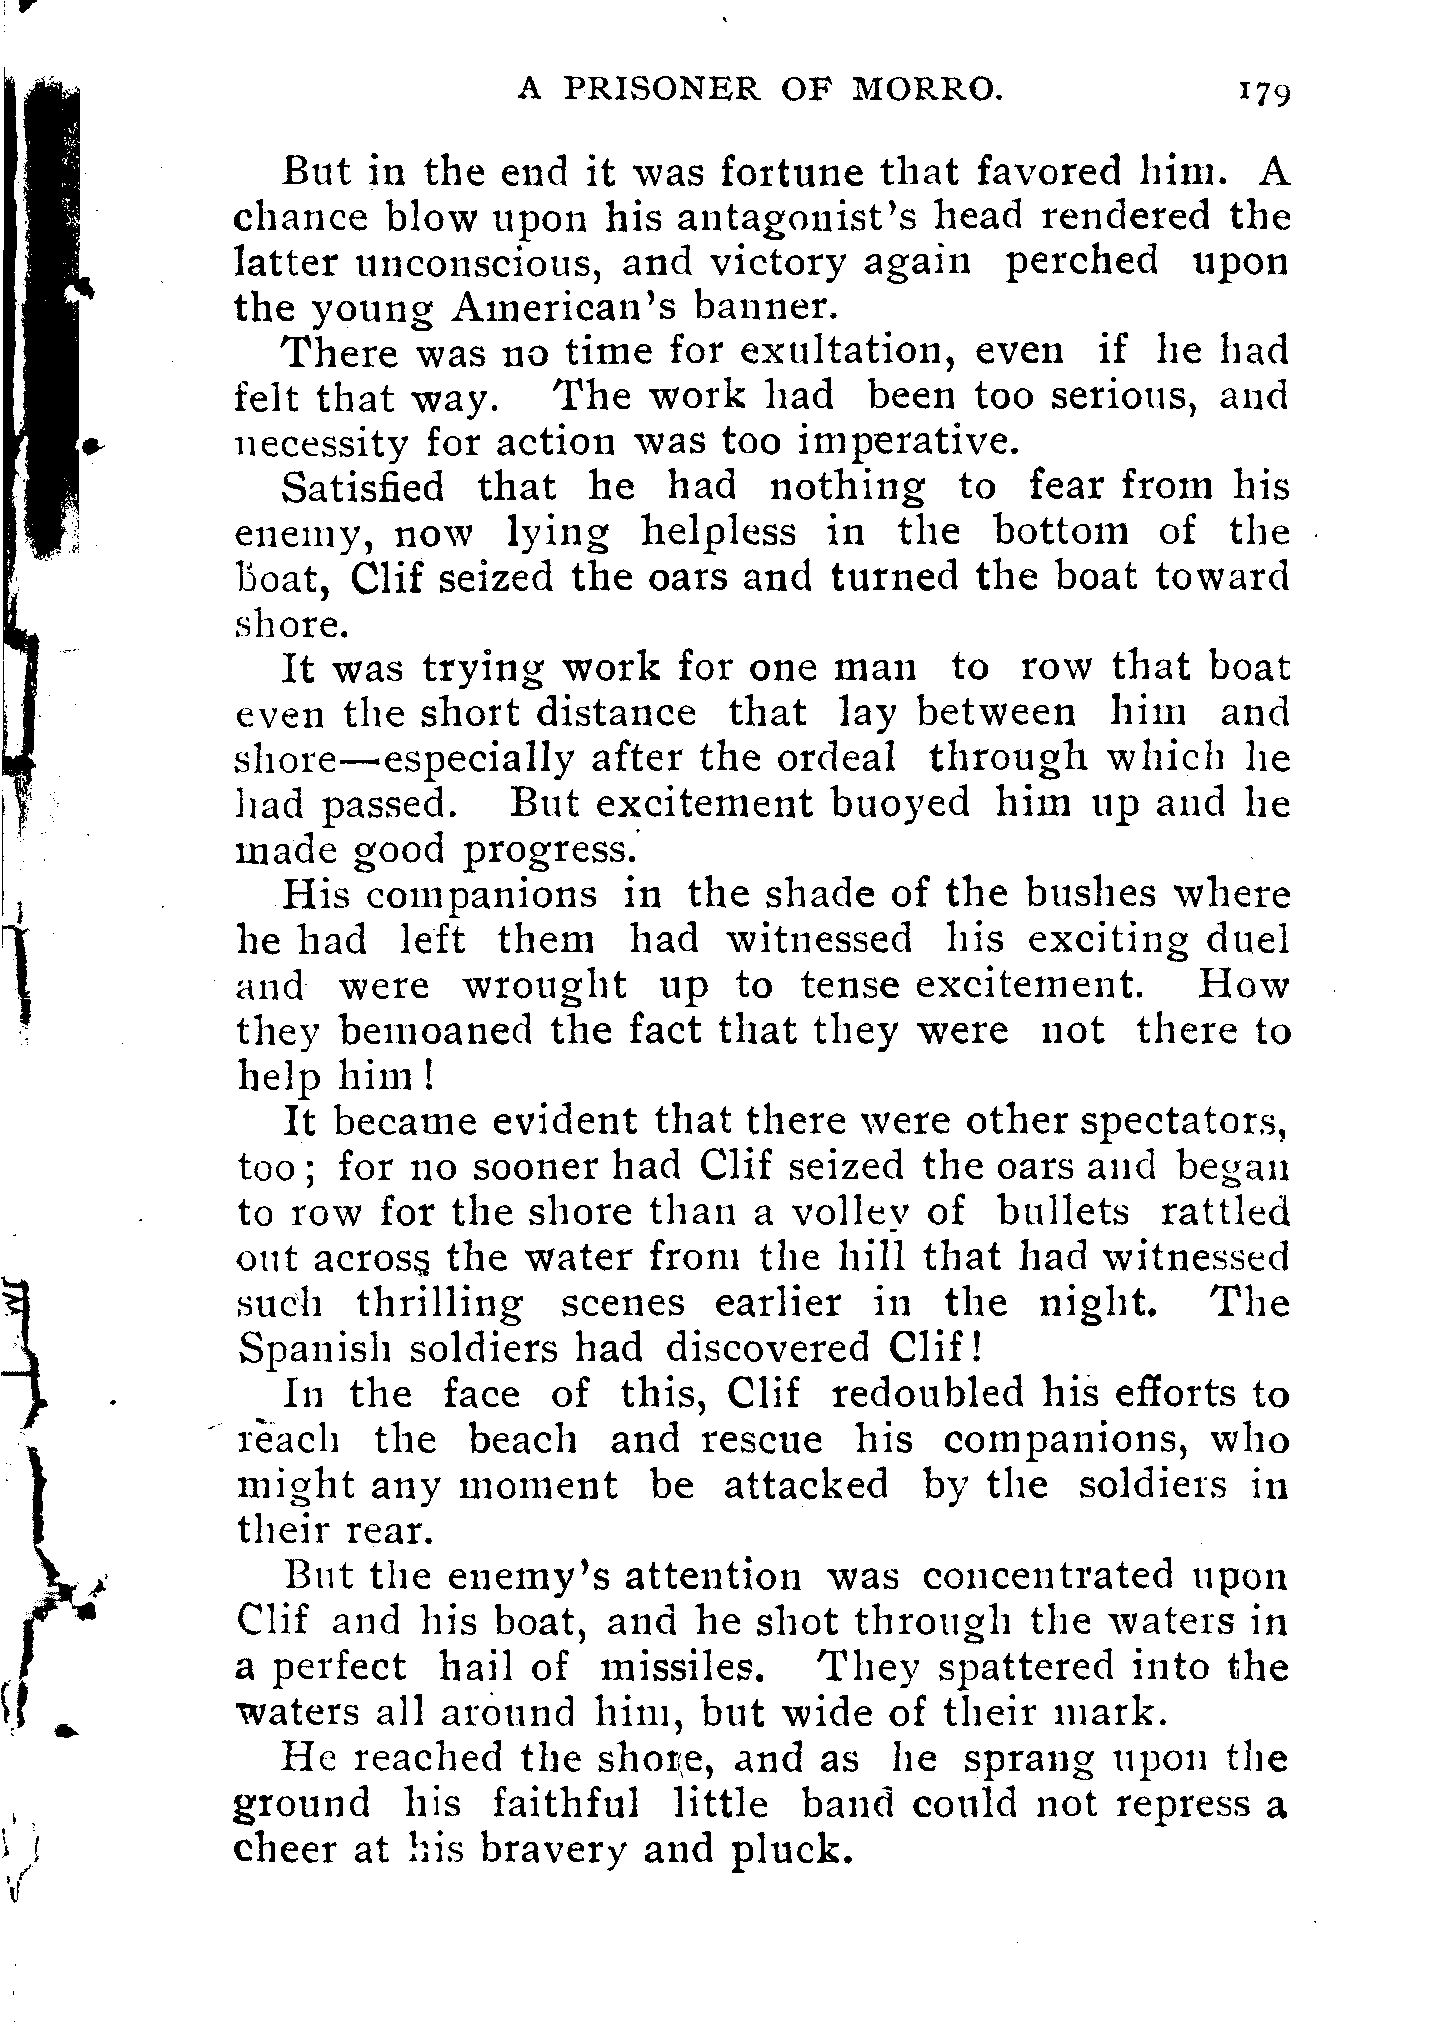 A PRISONER OF MORRO. 179
But in the end it was fortune that favored him. A
chance blow upon his antagonist's head rendered the
latter unconscious, and victory again perched upon
the young American's banner.
There was no time for exultation, even if he had
felt that way. The work had been too serious, and
necessity for action was too imperative.
Satisfied that he had nothing to fear from his
enemy, now lying helpless in the bottom of the
boat, Clif seized the oars and turned the boat toward
shore.
It was trying work for one man to row that boat
even the short distance that lay between him and
shore—especially after the ordeal through which he
had passed. But excitement buoyed him up and he
made good progress.
His companions in the shade of the bushes where
he had left them had witnessed his exciting duel
and were wrought up to tense excitement. How
they bemoaned the fact that they were not there to
help him!
It became evident that there were other spectators,
too; for no sooner had Clif seized the oars and began
to row for the shore than a volley of bullets rattled
out across the water from the hill that had witnessed
such thrilling scenes earlier in the night. The
Spanish soldiers had discovered Clif!
In the face of this, Clif redoubled his efforts to
reach the beach and rescue his companions, who
might any moment be attacked by the soldiers in
their rear.
But the enemy's attention was concentrated upon
Clif and his boat, and he shot through the waters in
a perfect hail of missiles. They spattered into the
waters all around him, but wide of their mark.
He reached the shore, and as he sprang upon the
ground his faithful little band could not repress a
cheer at his bravery and pluck.